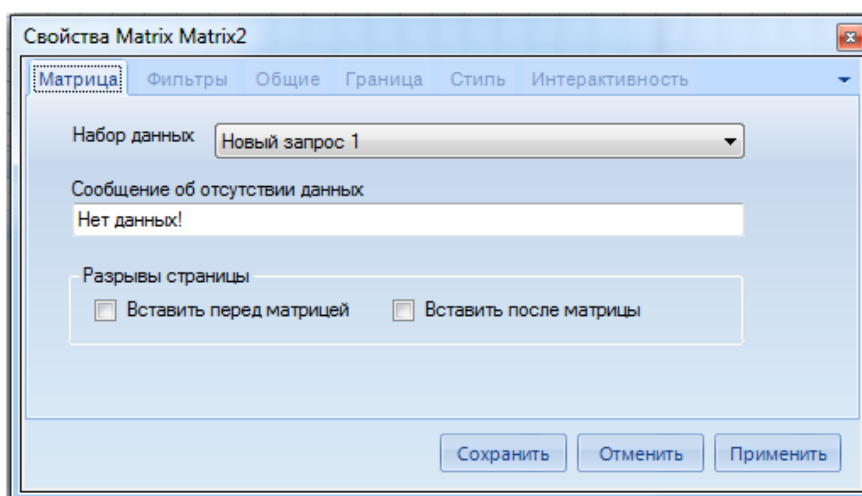 Свойства Matrix Matrix2
Матрица Фильтры Общие Граница Стиль Интерактивность
Набор данных Новый запрос 1
Сообщение об отсутствии данных
Нет данных!
Разрывы страницы
Вставить перед матрицей Вставить после матрицы
Сохранить Отменить Применить